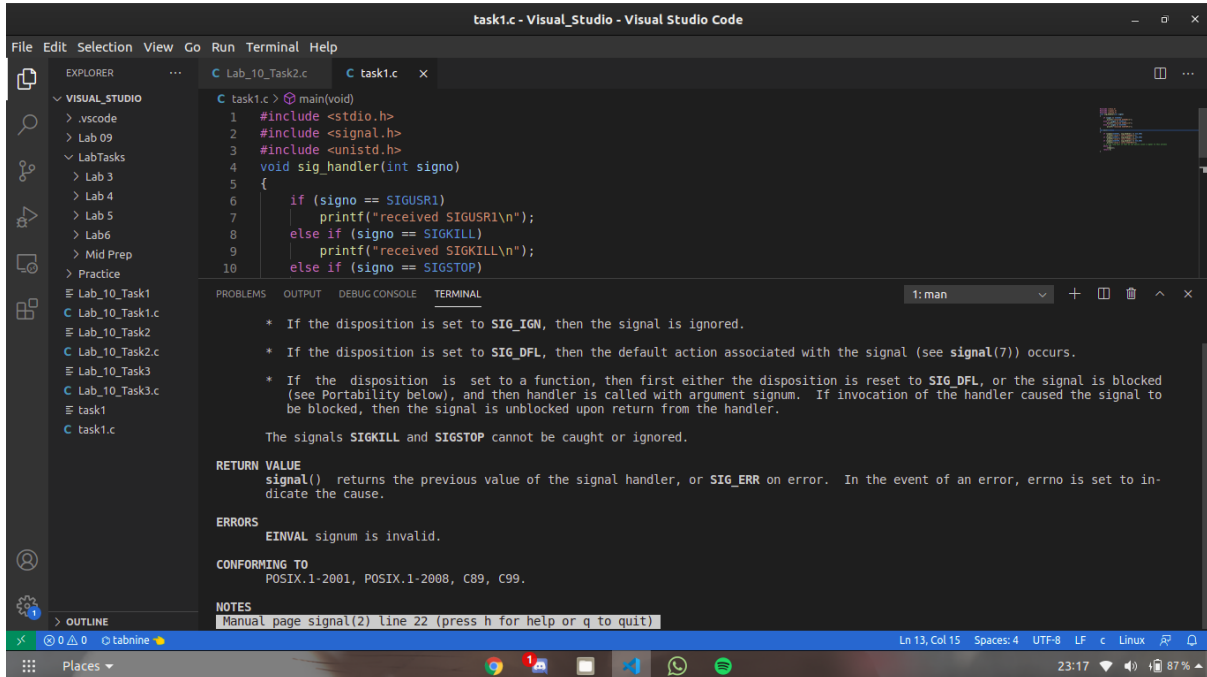 task1.c - Visual_Studio - Visual Studio Code
File Edit Selection View Go Run Terminal Help
EXPLORER ...
VISUAL_STUDIO
> .vscode
> Lab 09
LabTasks
> Lab 3
> Lab 4
> Lab 5
> Lab6
> Mid Prep
> Practice
Lab_10_Task1
C Lab_10_Task1.c
Lab_10_Task2
C Lab_10_Task2.c
Lab_10_Task3
C Lab_10_Task3.c
task1
C task1.c
> OUTLINE
C Lab_10_Task2.c C task1.c ×
C task1.c > main(void)
1 #include <stdio.h>
2 #include <signal.h>
3 #include <unistd.h>
4 void sig_handler(int signo)
5 {
6 if (signo == SIGUSR1)
7 printf("received SIGUSR1\n");
8 else if (signo == SIGKILL)
9 printf("received SIGKILL\n");
10 else if (signo == SIGSTOP)
PROBLEMS OUTPUT DEBUG CONSOLE TERMINAL 1: man
* If the disposition is set to SIG_IGN, then the signal is ignored.
* If the disposition is set to SIG_DFL, then the default action associated with the signal (see signal(7)) occurs.
* If the disposition is set to a function, then first either the disposition is reset to SIG_DFL, or the signal is blocked
(see Portability below), and then handler is called with argument signum. If invocation of the handler caused the signal to
be blocked, then the signal is unblocked upon return from the handler.
The signals SIGKILL and SIGSTOP cannot be caught or ignored.
RETURN VALUE
signal() returns the previous value of the signal handler, or SIG_ERR on error. In the event of an error, errno is set to in-
dicate the cause.
ERRORS
EINVAL signum is invalid.
CONFORMING TO
POSIX.1-2001, POSIX.1-2008, C89, C99.
NOTES
Manual page signal(2) line 22 (press h for help or q to quit)
1
0 0 tabnine Ln 13, Col 15 Spaces: 4 UTF-8 LF c Linux
Places 1 23:17 87 %